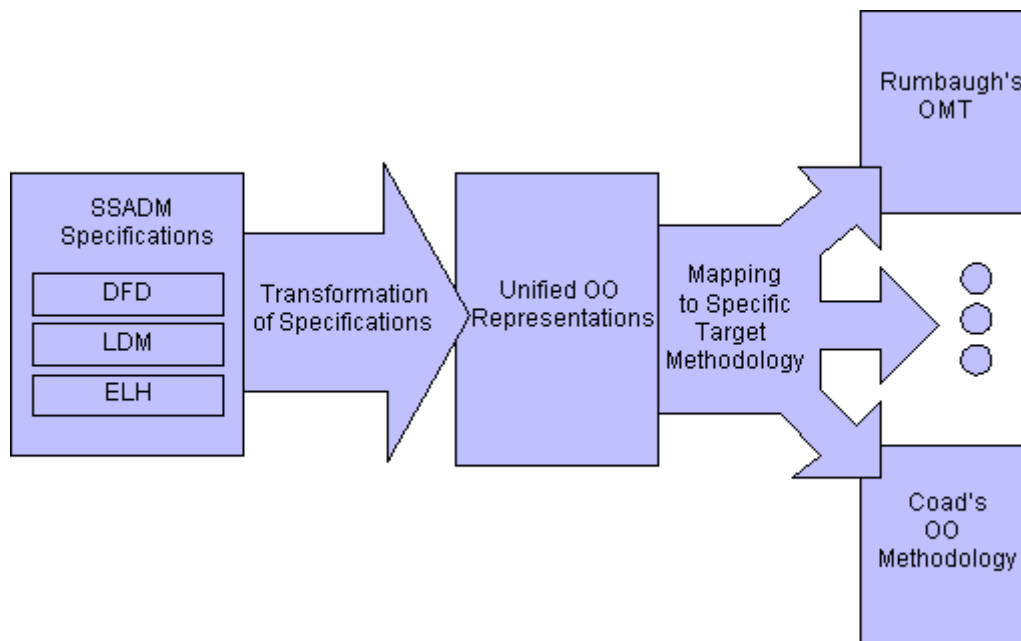 SSADM
Specifications
DFD
LDM
ELH
Transformation
of Specifications
Unified OO
Representations
Mapping
to Specific
Target
Methodology
Rumbaugh's
OMT
Coad's
OO
Methodology